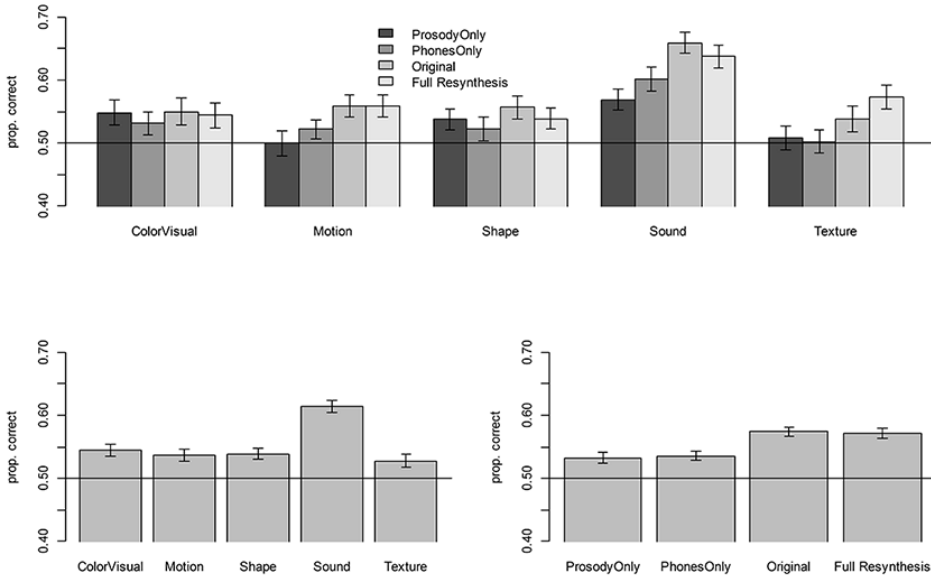 0.70
0.60
0.50
0.40
prop. correct
ProsodyOnly
PhonesOnly
Original
Full Resynthesis
ColorVisual Motion Shape Sound Texture
0.70
0.60
0.50
0.40
prop. correct
ColorVisual Motion Shape Sound Texture
0.70
0.60
0.50
0.40
prop. correct
ProsodyOnly PhonesOnly Original Full Resynthesis